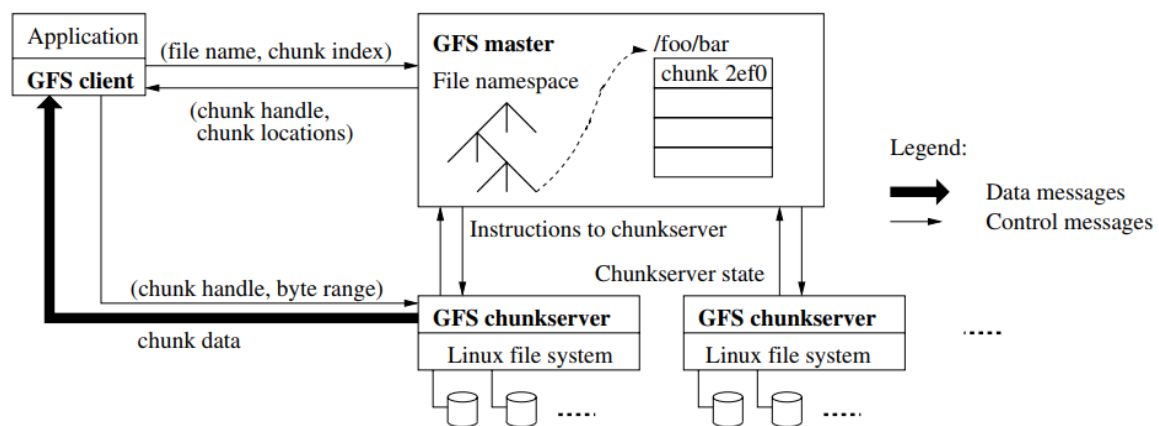 Application
GFS client
(file name, chunk index)
(chunk handle,
chunk locations)
GFS master
File namespace
/foo/bar
chunk 2ef0
Legend:
Data messages
Control messages
Instructions to chunkserver
Chunkserver state
(chunk handle, byte range)
chunk data
GFS chunkserver
Linux file system
GFS chunkserver
Linux file system